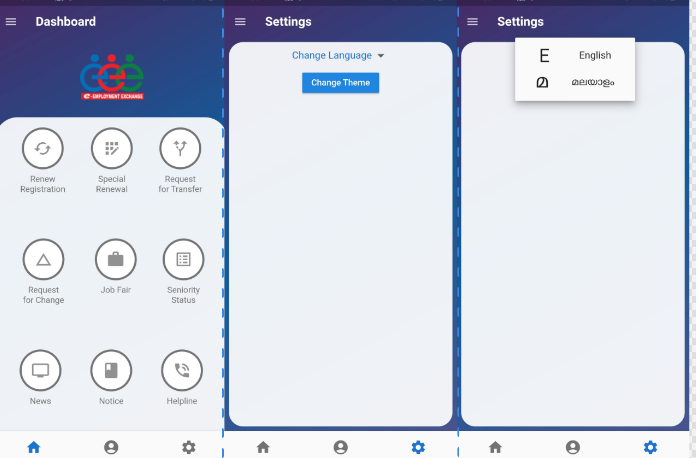 Dashboard
eee
e-EMPLOYMENT EXCHANGE
Renew
Registration
Special
Renewal
Request
for Transfer
Request
for Change
Job Fair
Seniority
Status
News
Notice
Helpline
Settings
Change Language
Change Theme
Settings
E English
മ മലയാളം